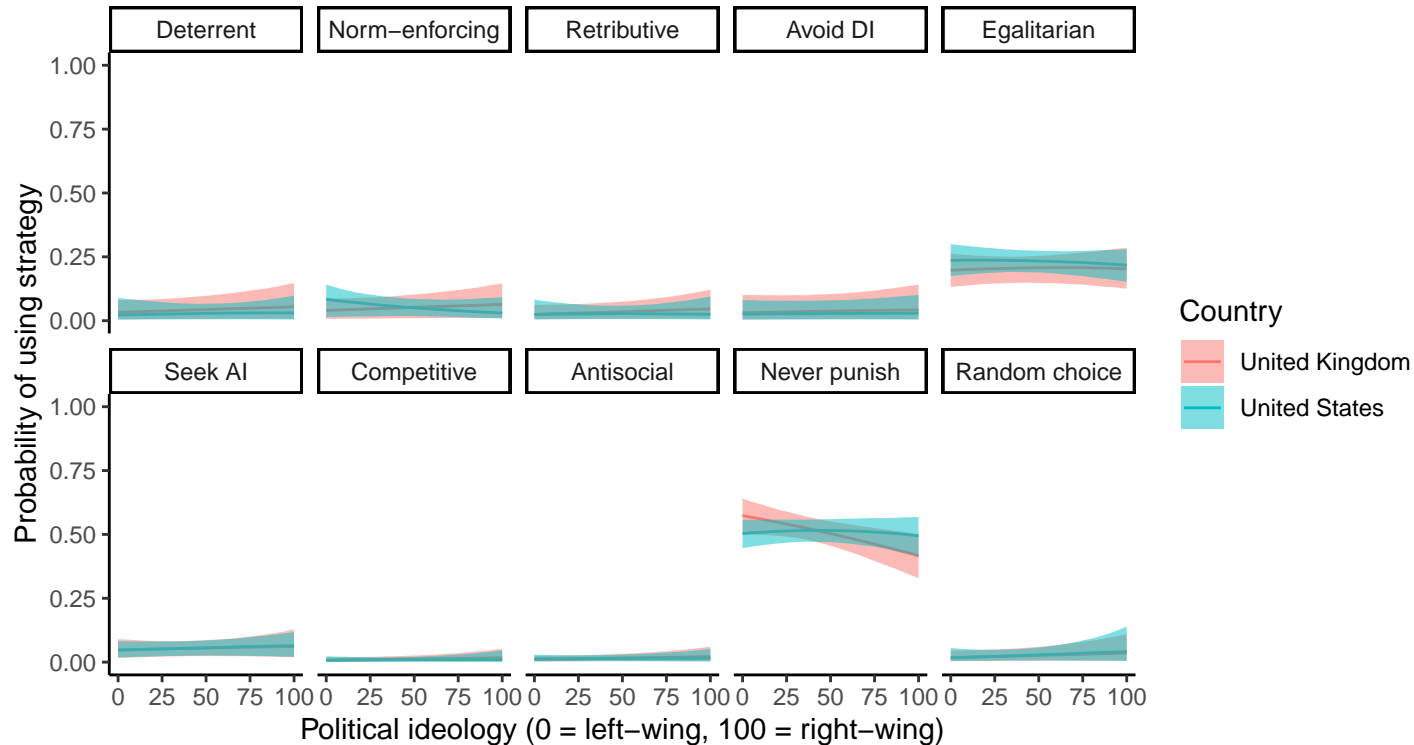 Deterrent Norm−enforcing Retributive Avoid DI Egalitarian
1.00
0.75
0.50
0.25
0.00
Seek AI Competitive Antisocial Never punish Random choice
1.00
0.75
0.50
0.25
0.00
0 25 50 75 100 0 25 50 75 100 0 25 50 75 100 0 25 50 75 100 0 25 50 75 100
Political ideology (0 = left−wing, 100 = right−wing)
Probability of using strategy
Country
United Kingdom
United States